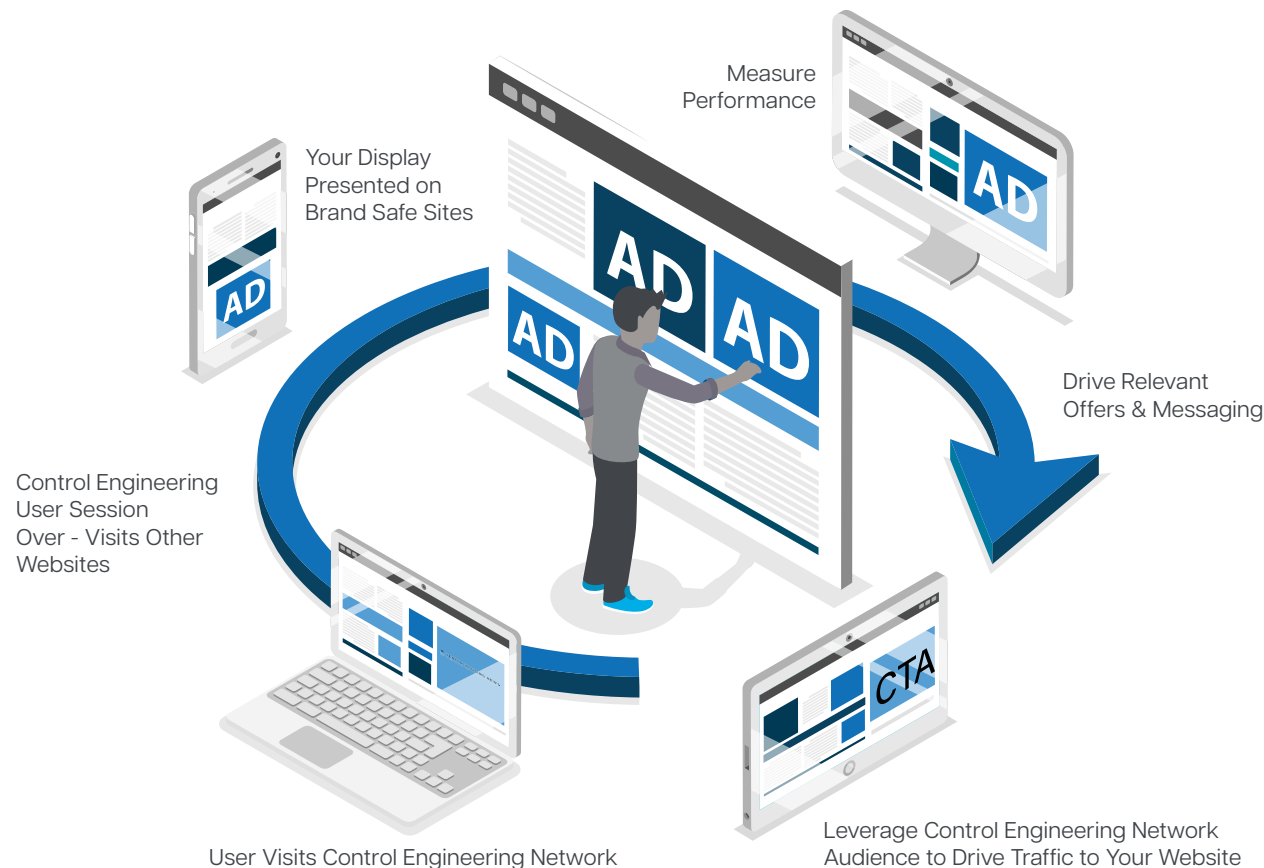 Measure
Performance
Your Display
Presented on
Brand Safe Sites
AD
AD
AD
AD
AD
Drive Relevant
Offers & Messaging
Control Engineering
User Session
Over - Visits Other
Websites
CTA
User Visits Control Engineering Network
Leverage Control Engineering Network
Audience to Drive Traffic to Your Website